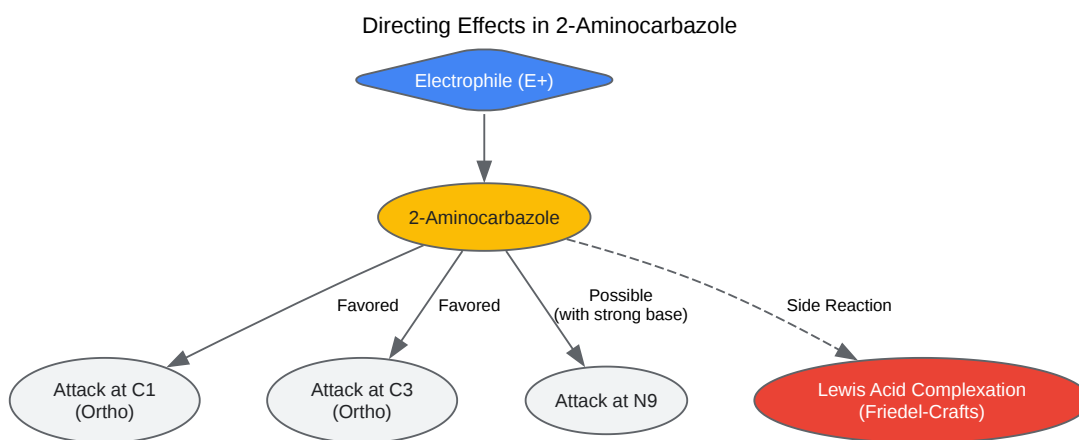 Directing Effects in 2-Aminocarbazole
Electrophile (E+)
2-Aminocarbazole
Favored
Favored
Possible
(with strong base)
Side Reaction
Attack at C1
(Ortho)
Attack at C3
(Ortho)
Attack at N9
Lewis Acid Complexation
(Friedel-Crafts)